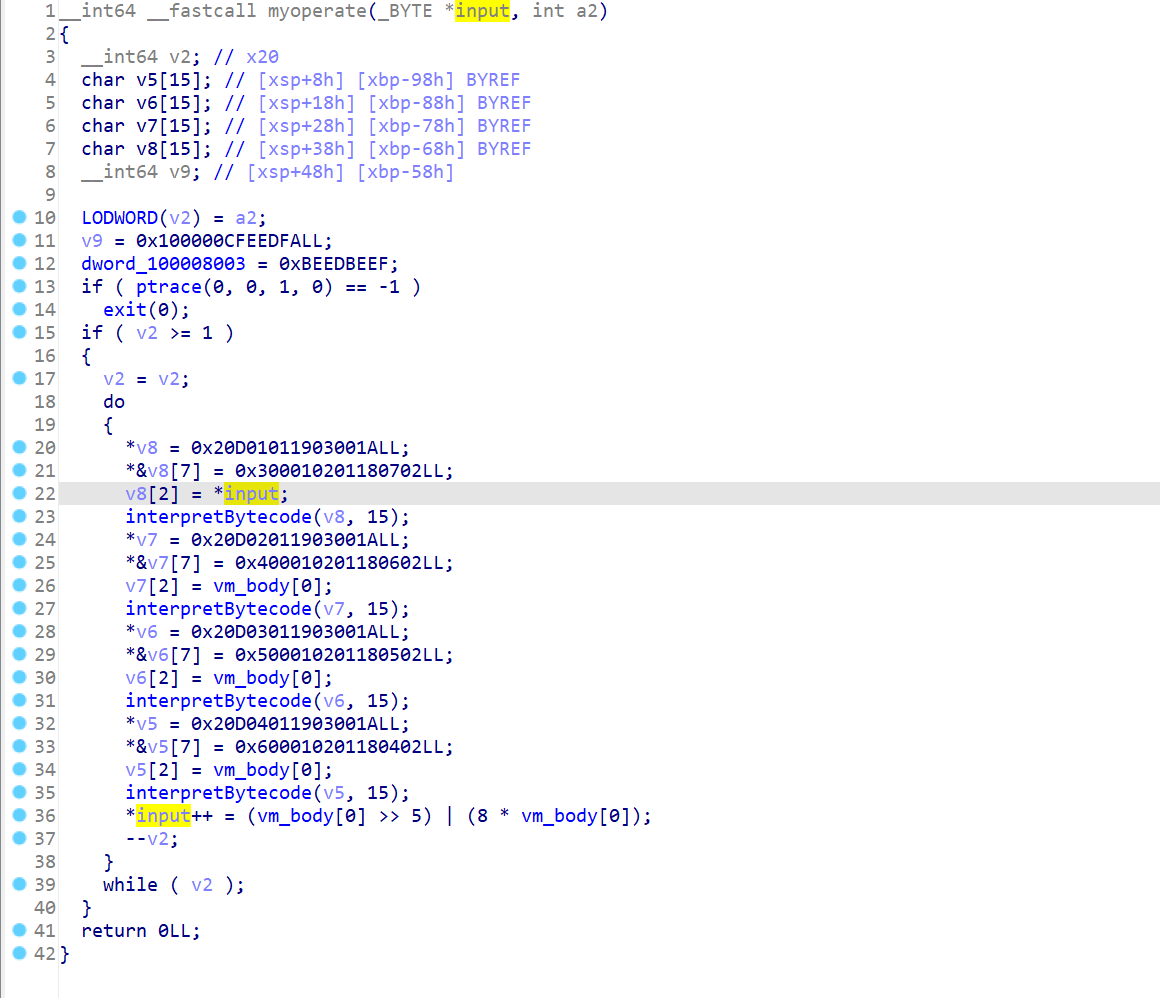 1 __int64 __fastcall myoperate(_BYTE *input, int a2)
2 {
3 __int64 v2; // x20
4 char v5[15]; // [xsp+8h] [xbp-98h] BYREF
5 char v6[15]; // [xsp+18h] [xbp-88h] BYREF
6 char v7[15]; // [xsp+28h] [xbp-78h] BYREF
7 char v8[15]; // [xsp+38h] [xbp-68h] BYREF
8 __int64 v9; // [xsp+48h] [xbp-58h]
9
10 LODWORD(v2) = a2;
11 v9 = 0x100000CFEEDFALL;
12 dword_100008003 = 0xBEEDBEEF;
13 if ( ptrace(0, 0, 1, 0) == -1 )
14 exit(0);
15 if ( v2 >= 1 )
16 {
17 v2 = v2;
18 do
19 {
20 *v8 = 0x20D01011903001ALL;
21 *&v8[7] = 0x300010201180702LL;
22 v8[2] = *input;
23 interpretBytecode(v8, 15);
24 *v7 = 0x20D02011903001ALL;
25 *&v7[7] = 0x400010201180602LL;
26 v7[2] = vm_body[0];
27 interpretBytecode(v7, 15);
28 *v6 = 0x20D03011903001ALL;
29 *&v6[7] = 0x500010201180502LL;
30 v6[2] = vm_body[0];
31 interpretBytecode(v6, 15);
32 *v5 = 0x20D04011903001ALL;
33 *&v5[7] = 0x600010201180402LL;
34 v5[2] = vm_body[0];
35 interpretBytecode(v5, 15);
36 *input++ = (vm_body[0] >> 5) | (8 * vm_body[0]);
37 --v2;
38 }
39 while ( v2 );
40 }
41 return 0LL;
42 }